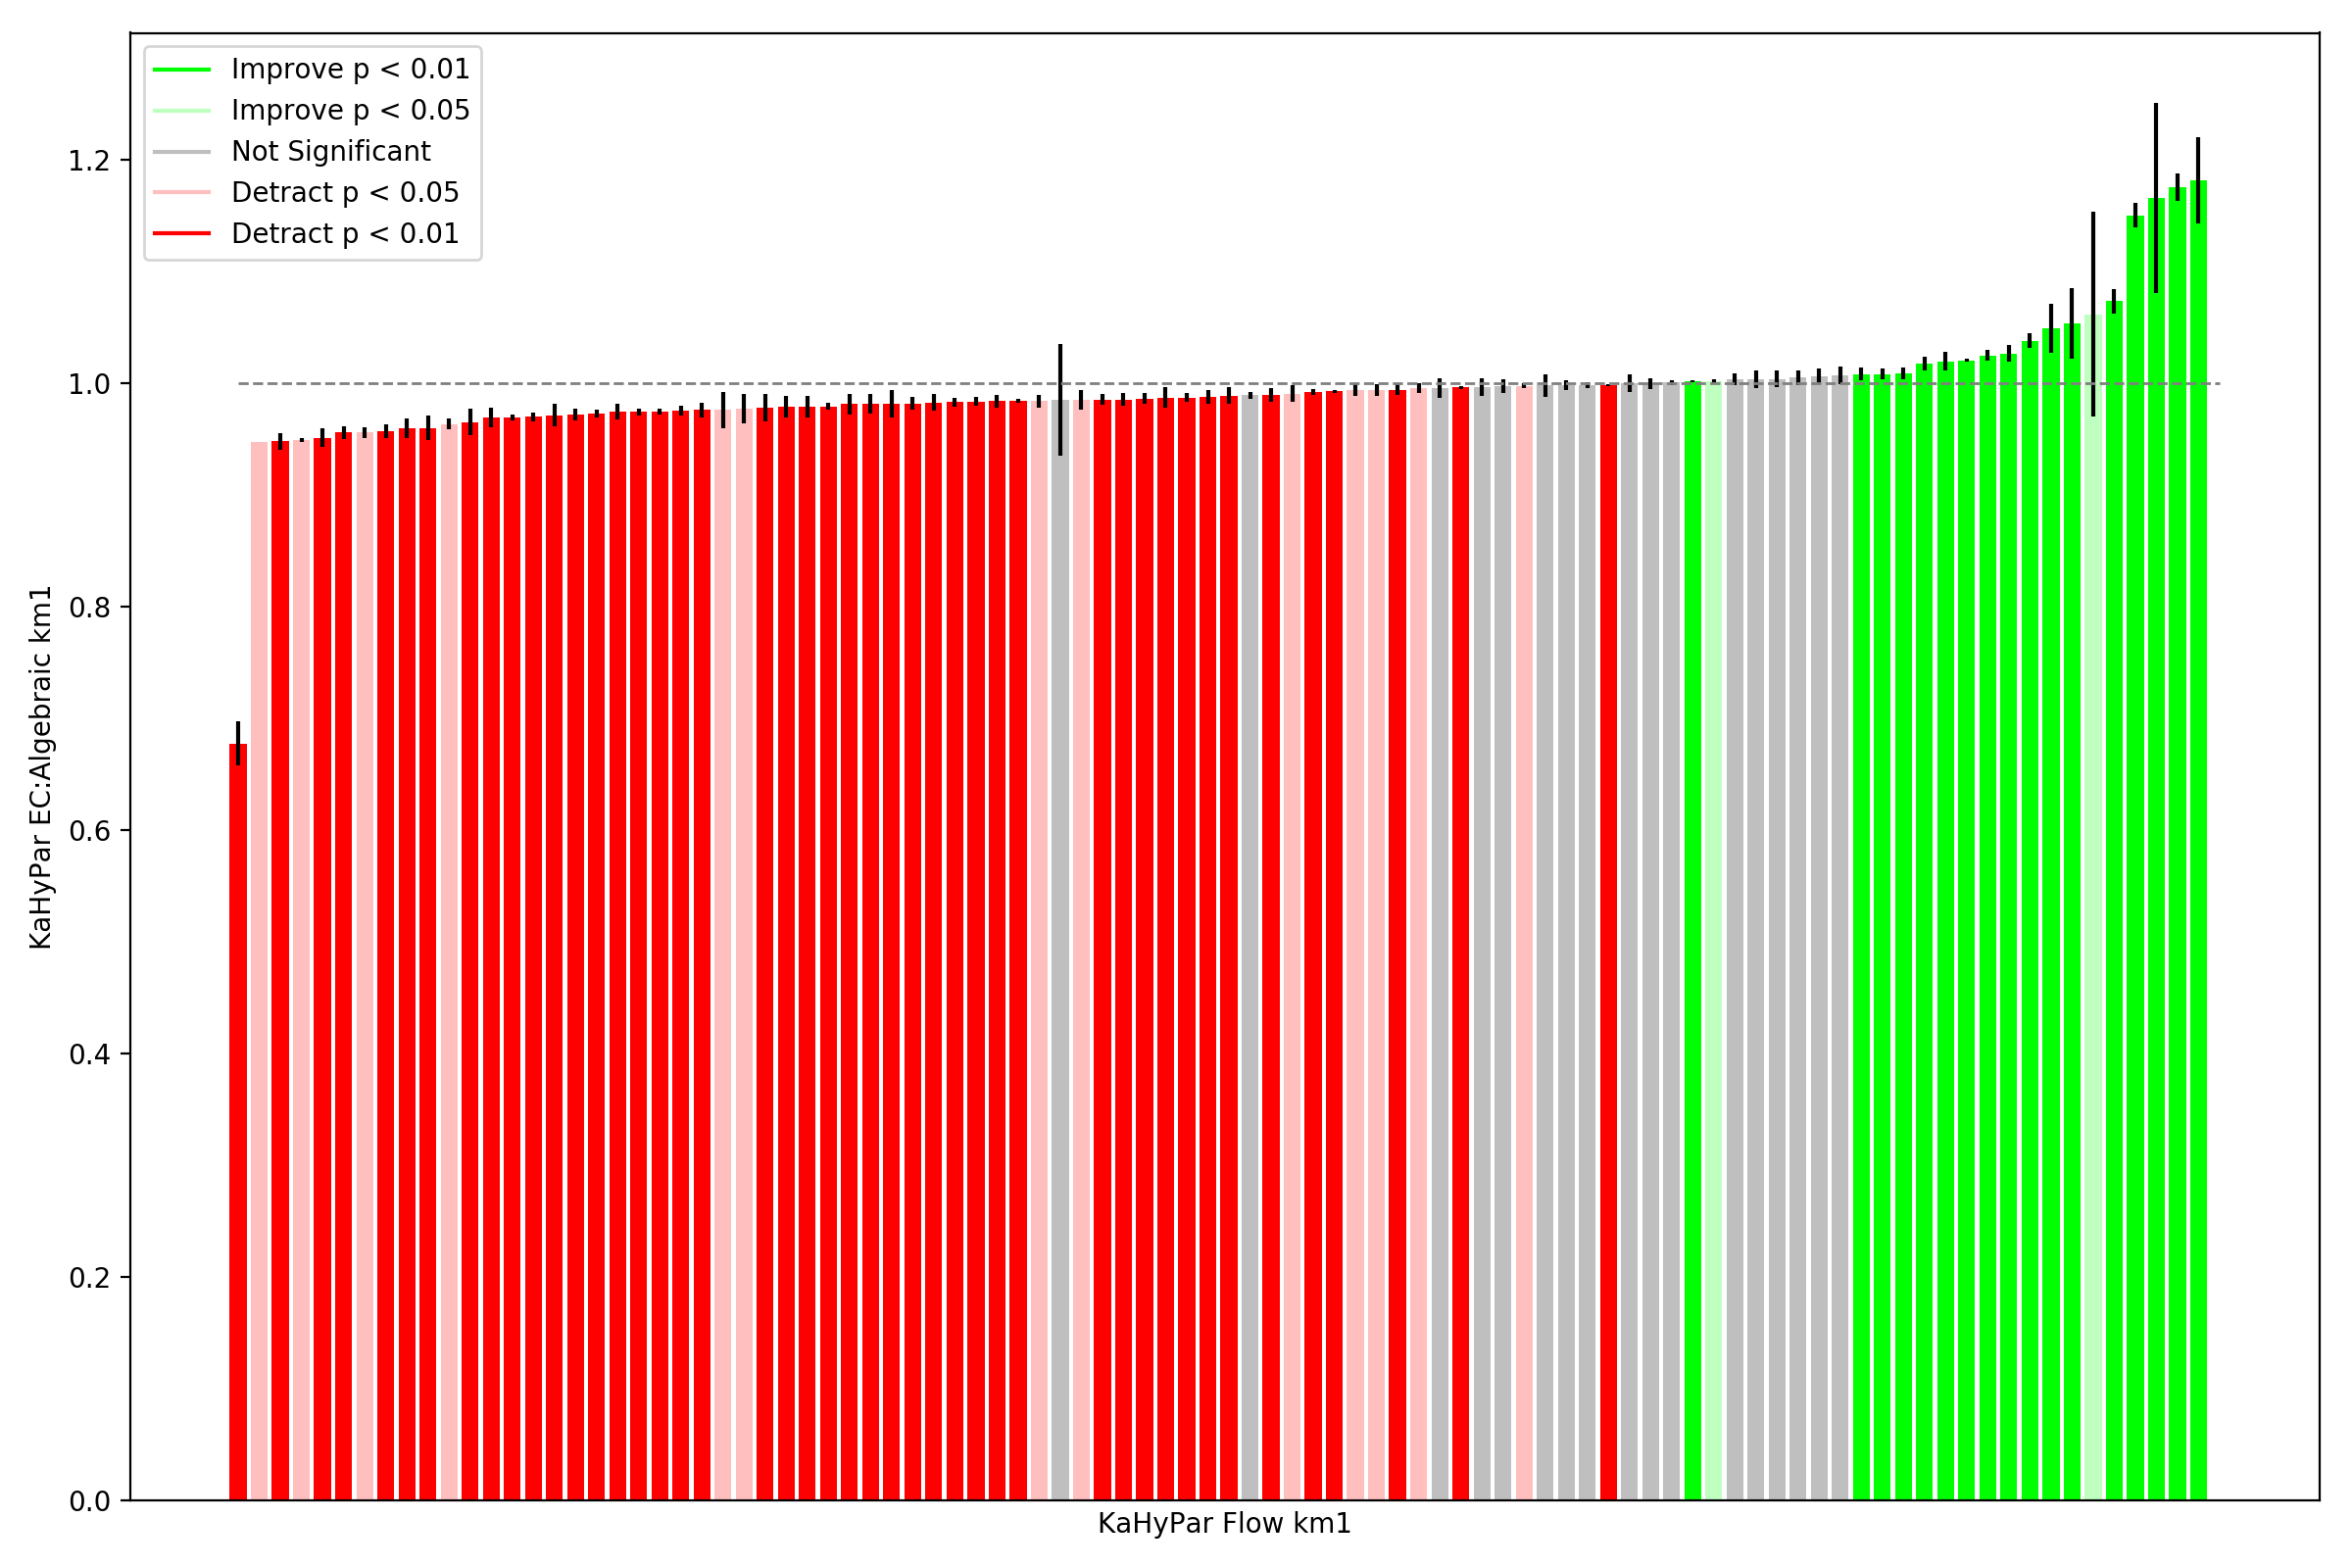 Improve p < 0.01
Improve p < 0.05
Not Significant
Detract p < 0.05
Detract p < 0.01
1.2
1.0
0.8
0.6
0.4
0.2
0.0
KaHyPar EC:Algebraic km1
KaHyPar Flow km1